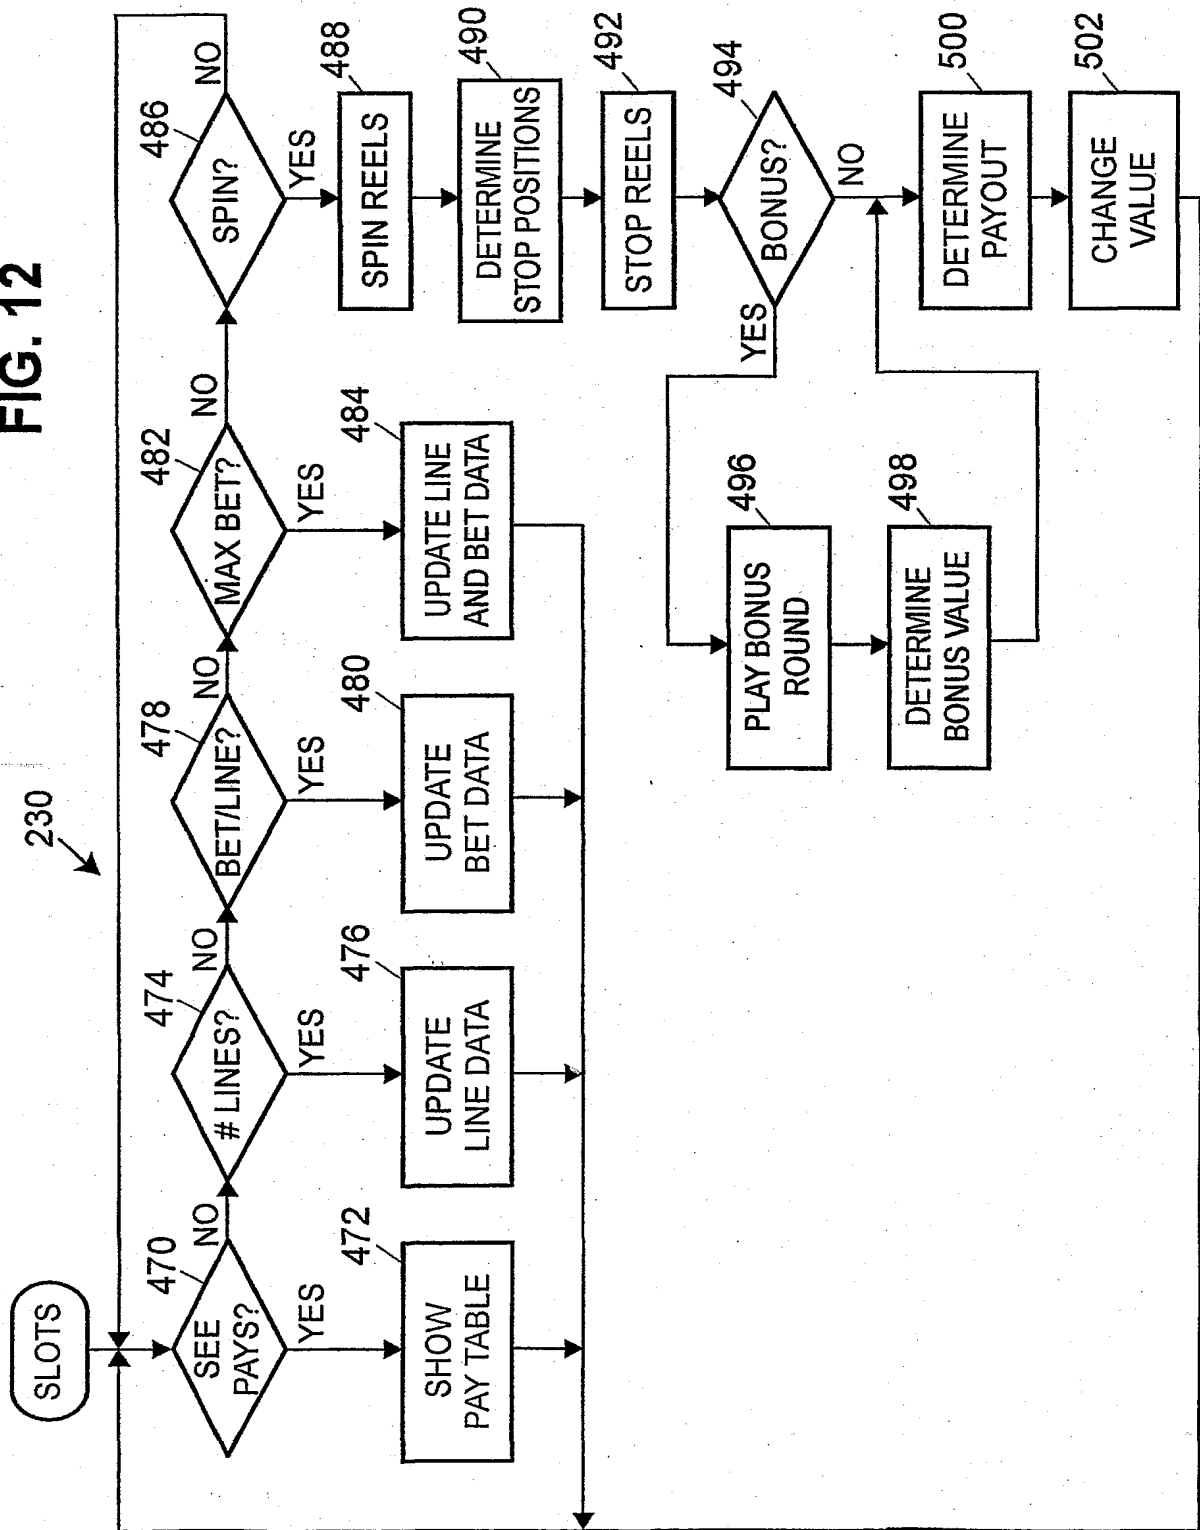 FIG. 12
230
SLOTS
470
SEE
PAYS?
NO
YES
472
SHOW
PAY TABLE
474
# LINES?
NO
YES
476
UPDATE
LINE DATA
478
BET/LINE?
NO
YES
480
UPDATE
BET DATA
482
MAX BET?
NO
YES
484
UPDATE LINE
AND BET DATA
486
SPIN?
NO
YES
488
SPIN REELS
490
DETERMINE
STOP POSITIONS
492
STOP REELS
494
BONUS?
YES
NO
496
PLAY BONUS
ROUND
498
DETERMINE
BONUS VALUE
500
DETERMINE
PAYOUT
502
CHANGE
VALUE